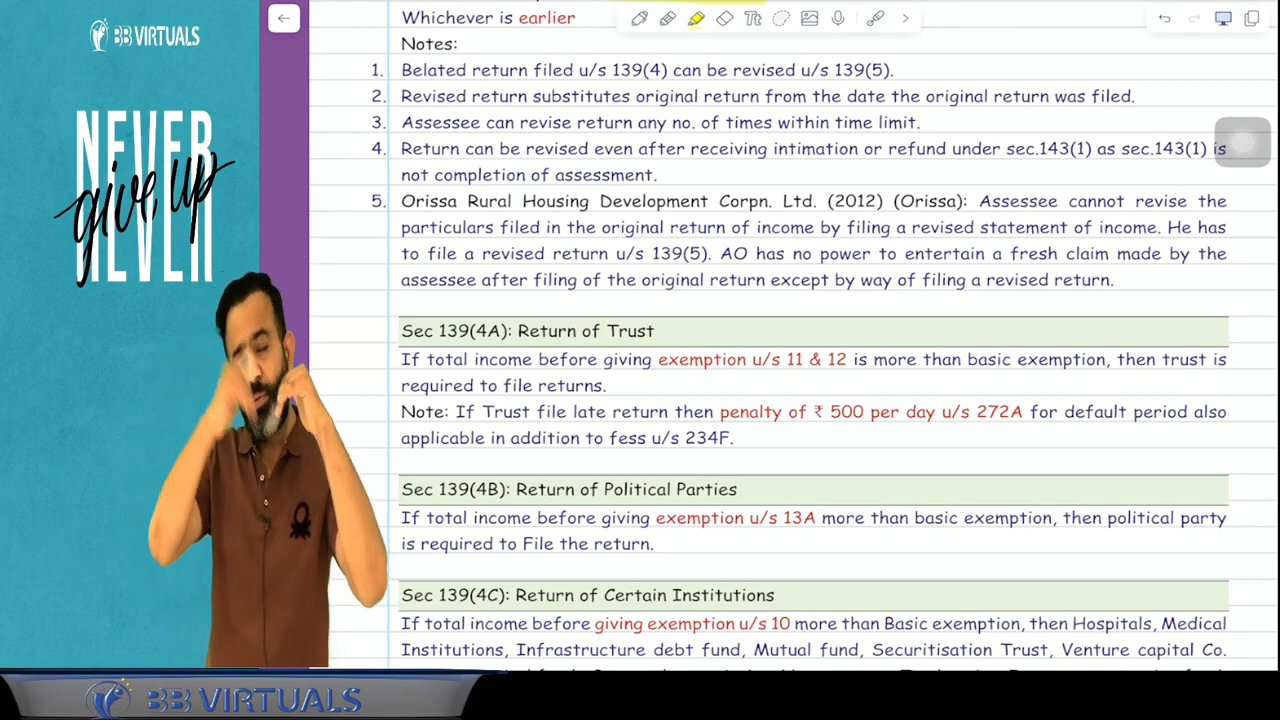 BB VIRTUALS
NEVER
give up
NEVER
Whichever is earlier
Notes:
1. Belated return filed u/s 139(4) can be revised u/s 139(5).
2. Revised return substitutes original return from the date the original return was filed.
3. Assessee can revise return any no. of times within time limit.
4. Return can be revised even after receiving intimation or refund under sec.143(1) as sec.143(1) is
not completion of assessment.
5. Orissa Rural Housing Development Corpn. Ltd. (2012) (Orissa): Assessee cannot revise the
particulars filed in the original return of income by filing a revised statement of income. He has
to file a revised return u/s 139(5). AO has no power to entertain a fresh claim made by the
assessee after filing of the original return except by way of filing a revised return.
Sec 139(4A): Return of Trust
If total income before giving exemption u/s 11 & 12 is more than basic exemption, then trust is
required to file returns.
Note: If Trust file late return then penalty of ₹ 500 per day u/s 272A for default period also
applicable in addition to fess u/s 234F.
Sec 139(4B): Return of Political Parties
If total income before giving exemption u/s 13A more than basic exemption, then political party
is required to File the return.
Sec 139(4C): Return of Certain Institutions
If total income before giving exemption u/s 10 more than Basic exemption, then Hospitals, Medical
Institutions, Infrastructure debt fund, Mutual fund, Securitisation Trust, Venture capital Co.
BB VIRTUALS